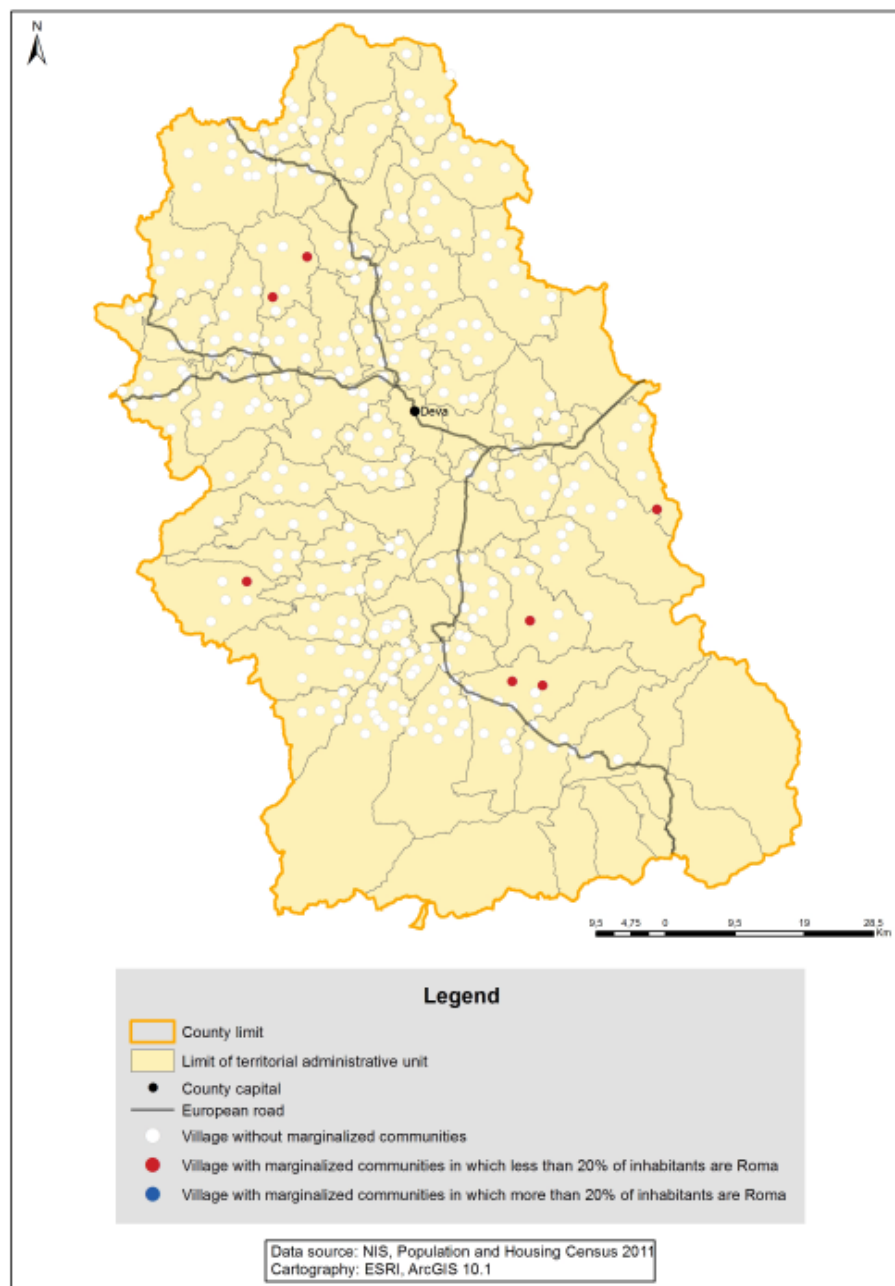 N
Deva
9,5 4,75 0 9,5 19 28,5
Km
Legend
County limit
Limit of territorial administrative unit
County capital
European road
Village without marginalized communities
Village with marginalized communities in which less than 20% of inhabitants are Roma
Village with marginalized communities in which more than 20% of inhabitants are Roma
Data source: NIS, Population and Housing Census 2011
Cartography: ESRI, ArcGIS 10.1